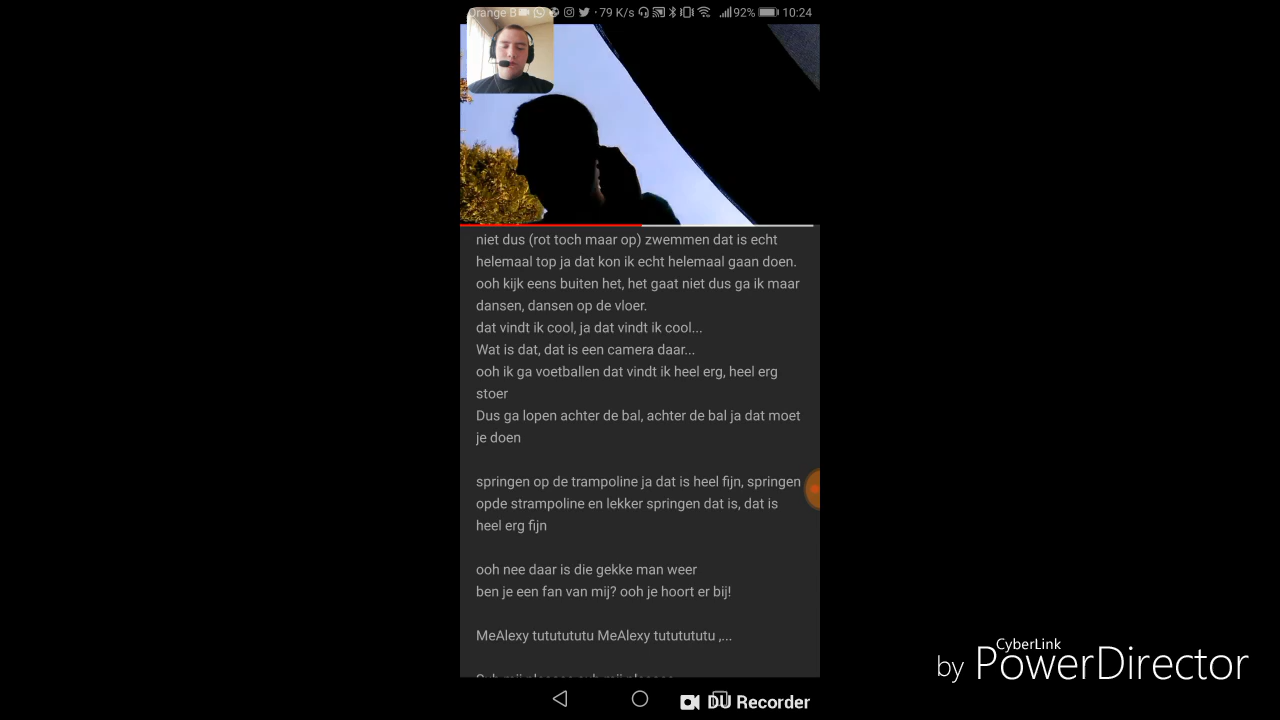 Orange B
79 K/s
92%
10:24
niet dus (rot toch maar op) zwemmen dat is echt
helemaal top ja dat kon ik echt helemaal gaan doen.
ooh kijk eens buiten het, het gaat niet dus ga ik maar
dansen, dansen op de vloer.
dat vindt ik cool, ja dat vindt ik cool...
Wat is dat, dat is een camera daar...
ooh ik ga voetballen dat vindt ik heel erg, heel erg
stoer
Dus ga lopen achter de bal, achter de bal ja dat moet
je doen
springen op de trampoline ja dat is heel fijn, springen
opde strampoline en lekker springen dat is, dat is
heel erg fijn
ooh nee daar is die gekke man weer
ben je een fan van mij? ooh je hoort er bij!
MeAlexy tutututútu MeAlexy tutututútu ,...
CyberLink
by PowerDirector
DU Recorder